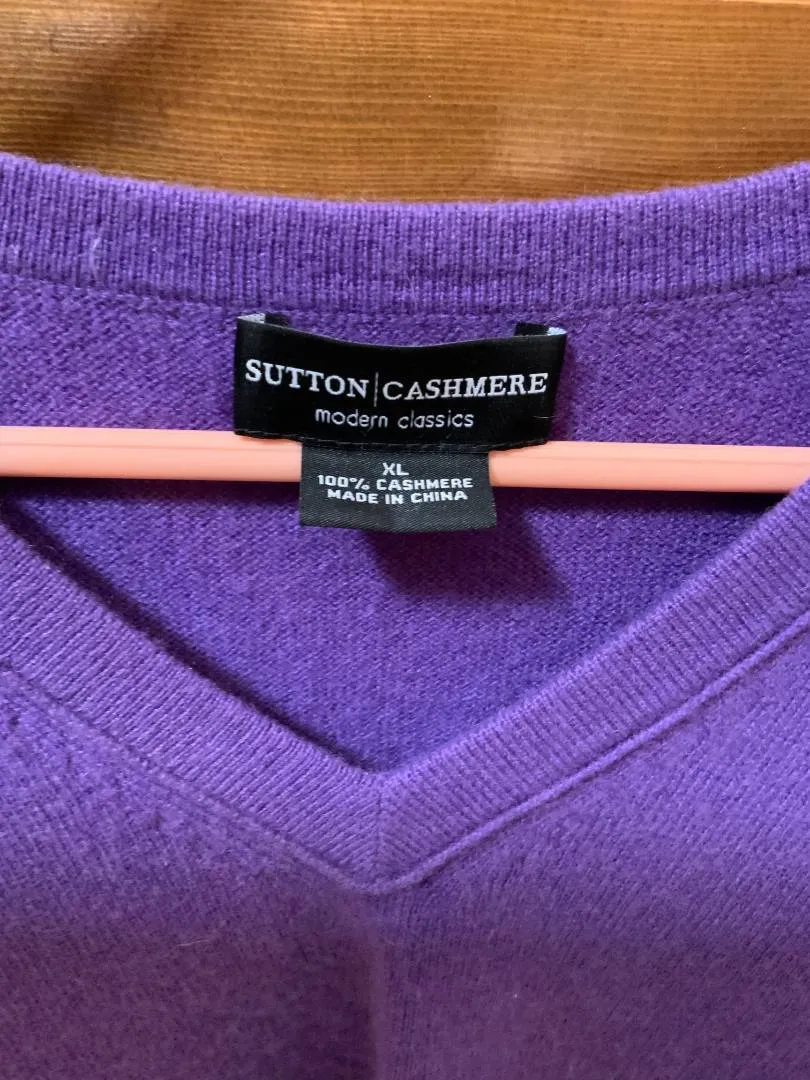 SUTTON|CASHMERE
modern classics
XL
100% CASHMERE
MADE IN CHINA